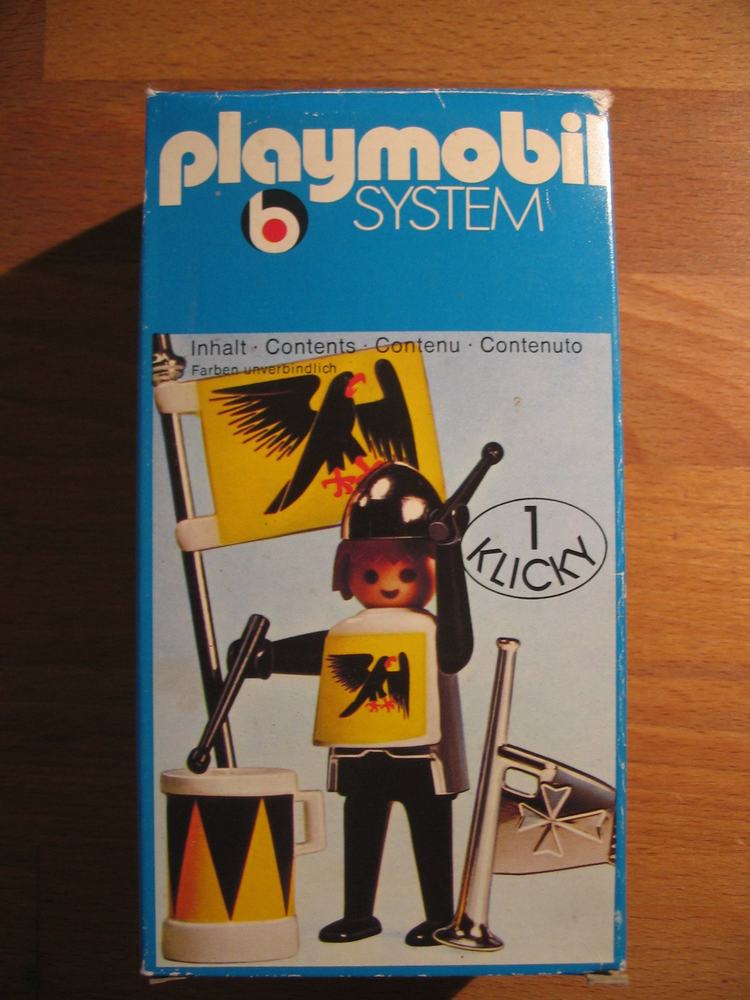 playmobil
b SYSTEM
Inhalt · Contents · Contenu · Contenuto
Farben unverbindlich
1
KLICKY